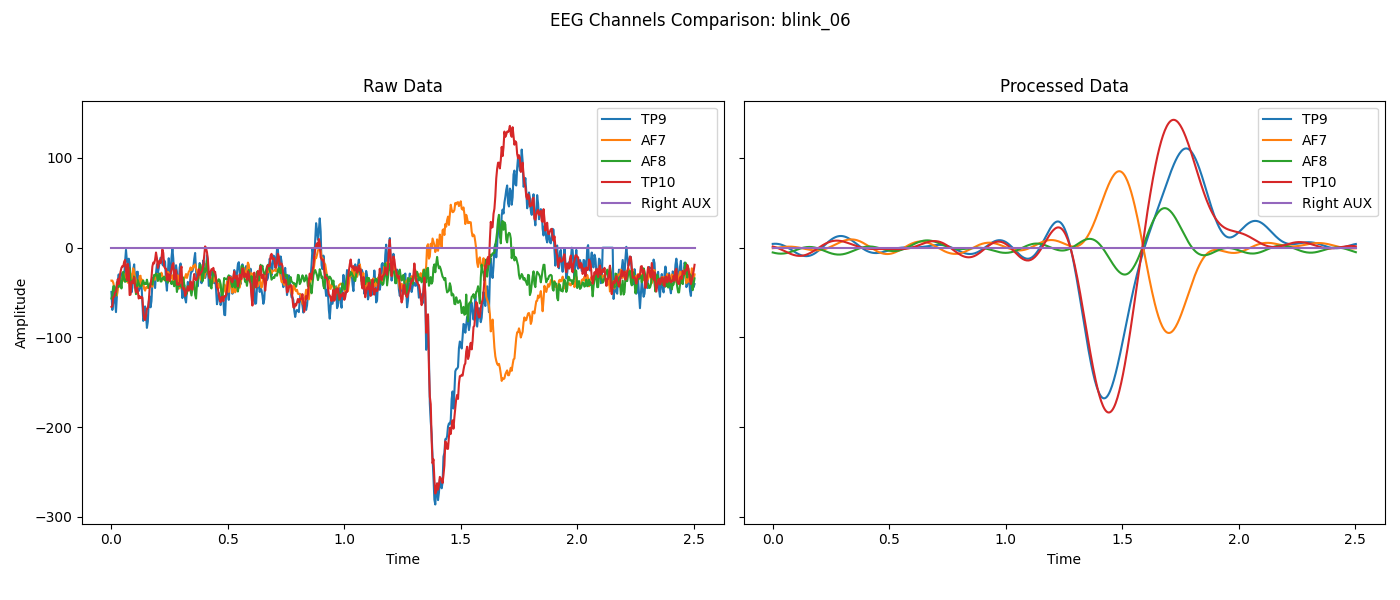 EEG Channels Comparison: blink_06
Raw Data
Processed Data
TP9
AF7
AF8
TP10
Right AUX
TP9
AF7
AF8
TP10
Right AUX
100
0
−100
−200
−300
Amplitude
0.0 0.5 1.0 1.5 2.0 2.5
0.0 0.5 1.0 1.5 2.0 2.5
Time
Time